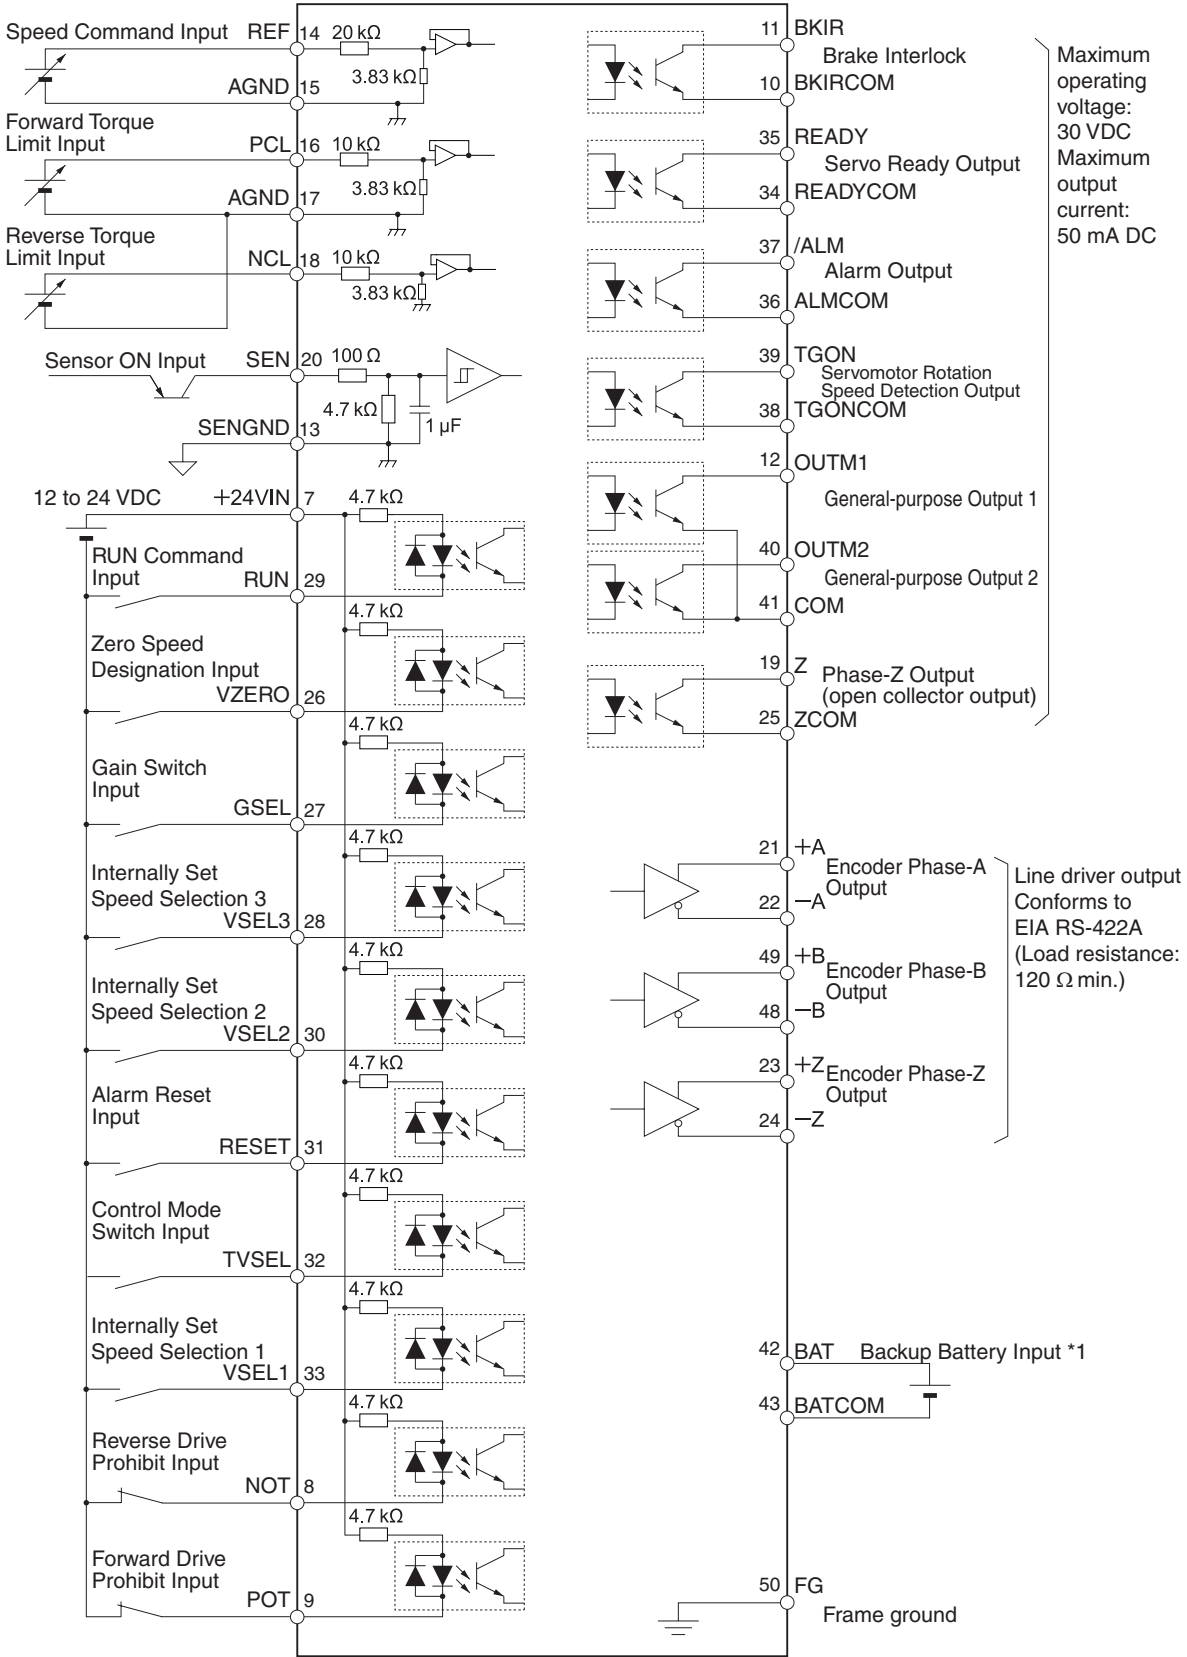 Speed Command Input REF 14 20 kΩ
3.83 kΩ
AGND 15
Forward Torque
Limit Input PCL 16 10 kΩ
3.83 kΩ
AGND 17
Reverse Torque
Limit Input NCL 18 10 kΩ
3.83 kΩ
Sensor ON Input SEN 20 100 Ω
4.7 kΩ
1 µF
SENGND 13
12 to 24 VDC +24VIN 7 4.7 kΩ
RUN Command
Input RUN 29
4.7 kΩ
Zero Speed
Designation Input
VZERO 26
4.7 kΩ
Gain Switch
Input
GSEL 27
4.7 kΩ
Internally Set
Speed Selection 3
VSEL3 28
4.7 kΩ
Internally Set
Speed Selection 2
VSEL2 30
4.7 kΩ
Alarm Reset
Input
RESET 31
4.7 kΩ
Control Mode
Switch Input
TVSEL 32
4.7 kΩ
Internally Set
Speed Selection 1
VSEL1 33
4.7 kΩ
Reverse Drive
Prohibit Input
NOT 8
4.7 kΩ
Forward Drive
Prohibit Input
POT 9
11 BKIR
Brake Interlock
10 BKIRCOM
35 READY
Servo Ready Output
34 READYCOM
37 /ALM
Alarm Output
36 ALMCOM
39 TGON
Servomotor Rotation
Speed Detection Output
38 TGONCOM
12 OUTM1
General-purpose Output 1
40 OUTM2
General-purpose Output 2
41 COM
19 Z
Phase-Z Output
(open collector output)
25 ZCOM
Maximum
operating
voltage:
30 VDC
Maximum
output
current:
50 mA DC
21 +A
Encoder Phase-A
Output
22 −A
49 +B
Encoder Phase-B
Output
48 −B
23 +Z
Encoder Phase-Z
Output
24 −Z
Line driver output
Conforms to
EIA RS-422A
(Load resistance:
120 Ω min.)
42 BAT Backup Battery Input *1
43 BATCOM
50 FG
Frame ground